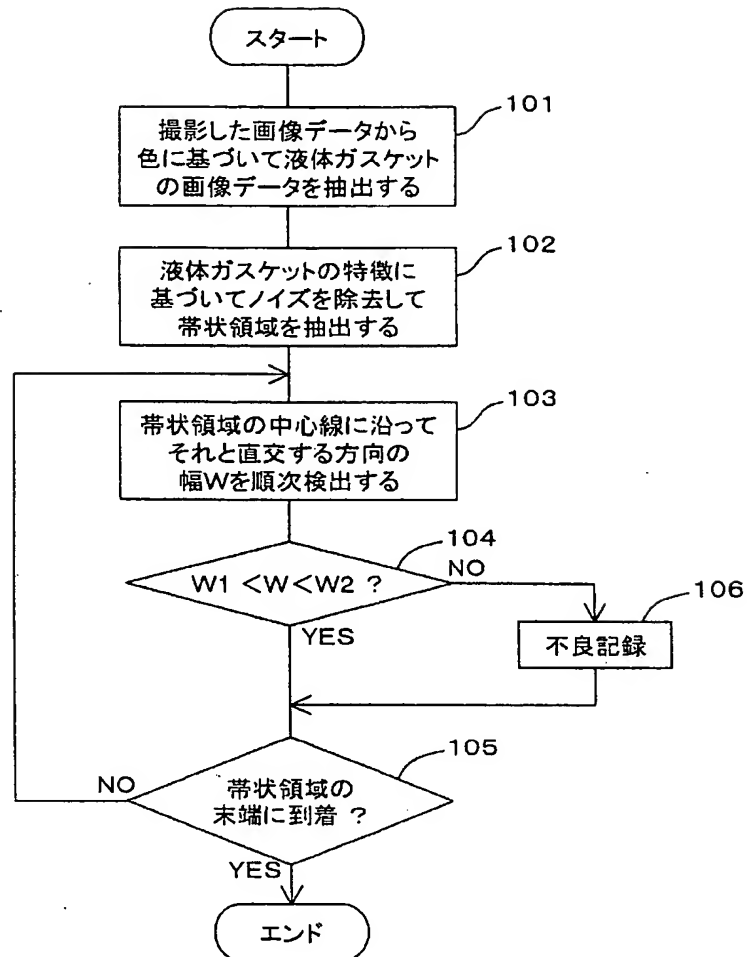 スタート
101
撮影した画像データから
色に基づいて液体ガスケット
の画像データを抽出する
102
液体ガスケットの特徴に
基づいてノイズを除去して
帯状領域を抽出する
103
帯状領域の中心線に沿って
それと直交する方向の
幅Wを順次検出する
104
W1 <W<W2 ?
NO
YES
106
不良記録
105
帯状領域の
末端に到着 ?
NO
YES
エンド